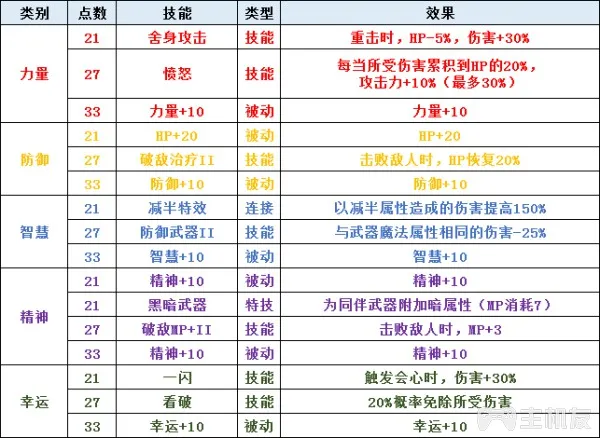 类别 点数 技能 类型 效果
力量
21 舍身攻击 技能 重击时，HP-5%，伤害+30%
27 愤怒 技能 每当所受伤害累积到HP的20%，
攻击力+10%（最多30%）
33 力量+10 被动 力量+10
防御
21 HP+20 被动 HP+20
27 破敌治疗II 技能 击败敌人时，HP恢复20%
33 防御+10 被动 防御+10
智慧
21 减半特效 连接 以减半属性造成的伤害提高150%
27 防御武器II 技能 与武器魔法属性相同的伤害-25%
33 智慧+10 被动 智慧+10
精神
21 精神+10 被动 精神+10
21 黑暗武器 特技 为同伴武器附加暗属性（MP消耗7）
27 破敌MP+II 技能 击败敌人时，MP+3
33 精神+10 被动 精神+10
幸运
21 一闪 技能 触发会心时，伤害+30%
27 看破 技能 20%概率免除所受伤害
33 幸运+10 被动 幸运+10
主机友